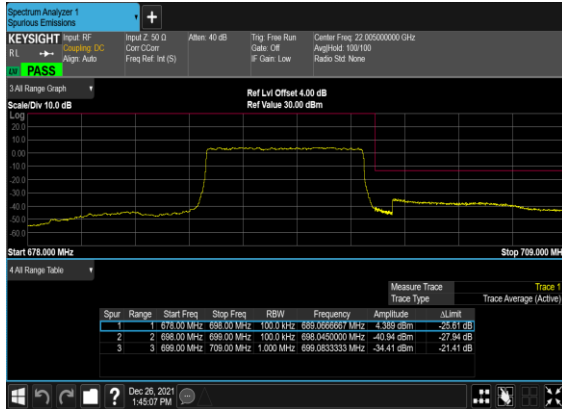 Spectrum Analyzer 1
Spurious Emissions
KEYSIGHT Input: RF Input Z: 50 Ω Atten: 40 dB Trig: Free Run Center Freq: 22.005000000 GHz
RL Coupling: DC Corr CCorr Gate: Off Avg|Hold: 100/100
Align: Auto Freq Ref: Int (S) IF Gain: Low Radio Std: None
PASS
3 All Range Graph
Ref Lvl Offset 4.00 dB
Scale/Div 10.0 dB Ref Value 30.00 dBm
Log
20.0
10.0
0.00
-10.0
-20.0
-30.0
-40.0
-50.0
-60.0
Start 678.000 MHz Stop 709.000 MHz
4 All Range Table
Measure Trace Trace 1
Trace Type Trace Average (Active)
Spur Range Start Freq Stop Freq RBW Frequency Amplitude ΔLimit
1 1 678.00 MHz 698.00 MHz 100.0 kHz 689.0666667 MHz 4.389 dBm -25.61 dB
2 2 698.00 MHz 699.00 MHz 100.0 kHz 698.0450000 MHz -40.94 dBm -27.94 dB
3 3 699.00 MHz 709.00 MHz 1.000 MHz 699.0833333 MHz -34.41 dBm -21.41 dB
Dec 26, 2021
1:45:07 PM